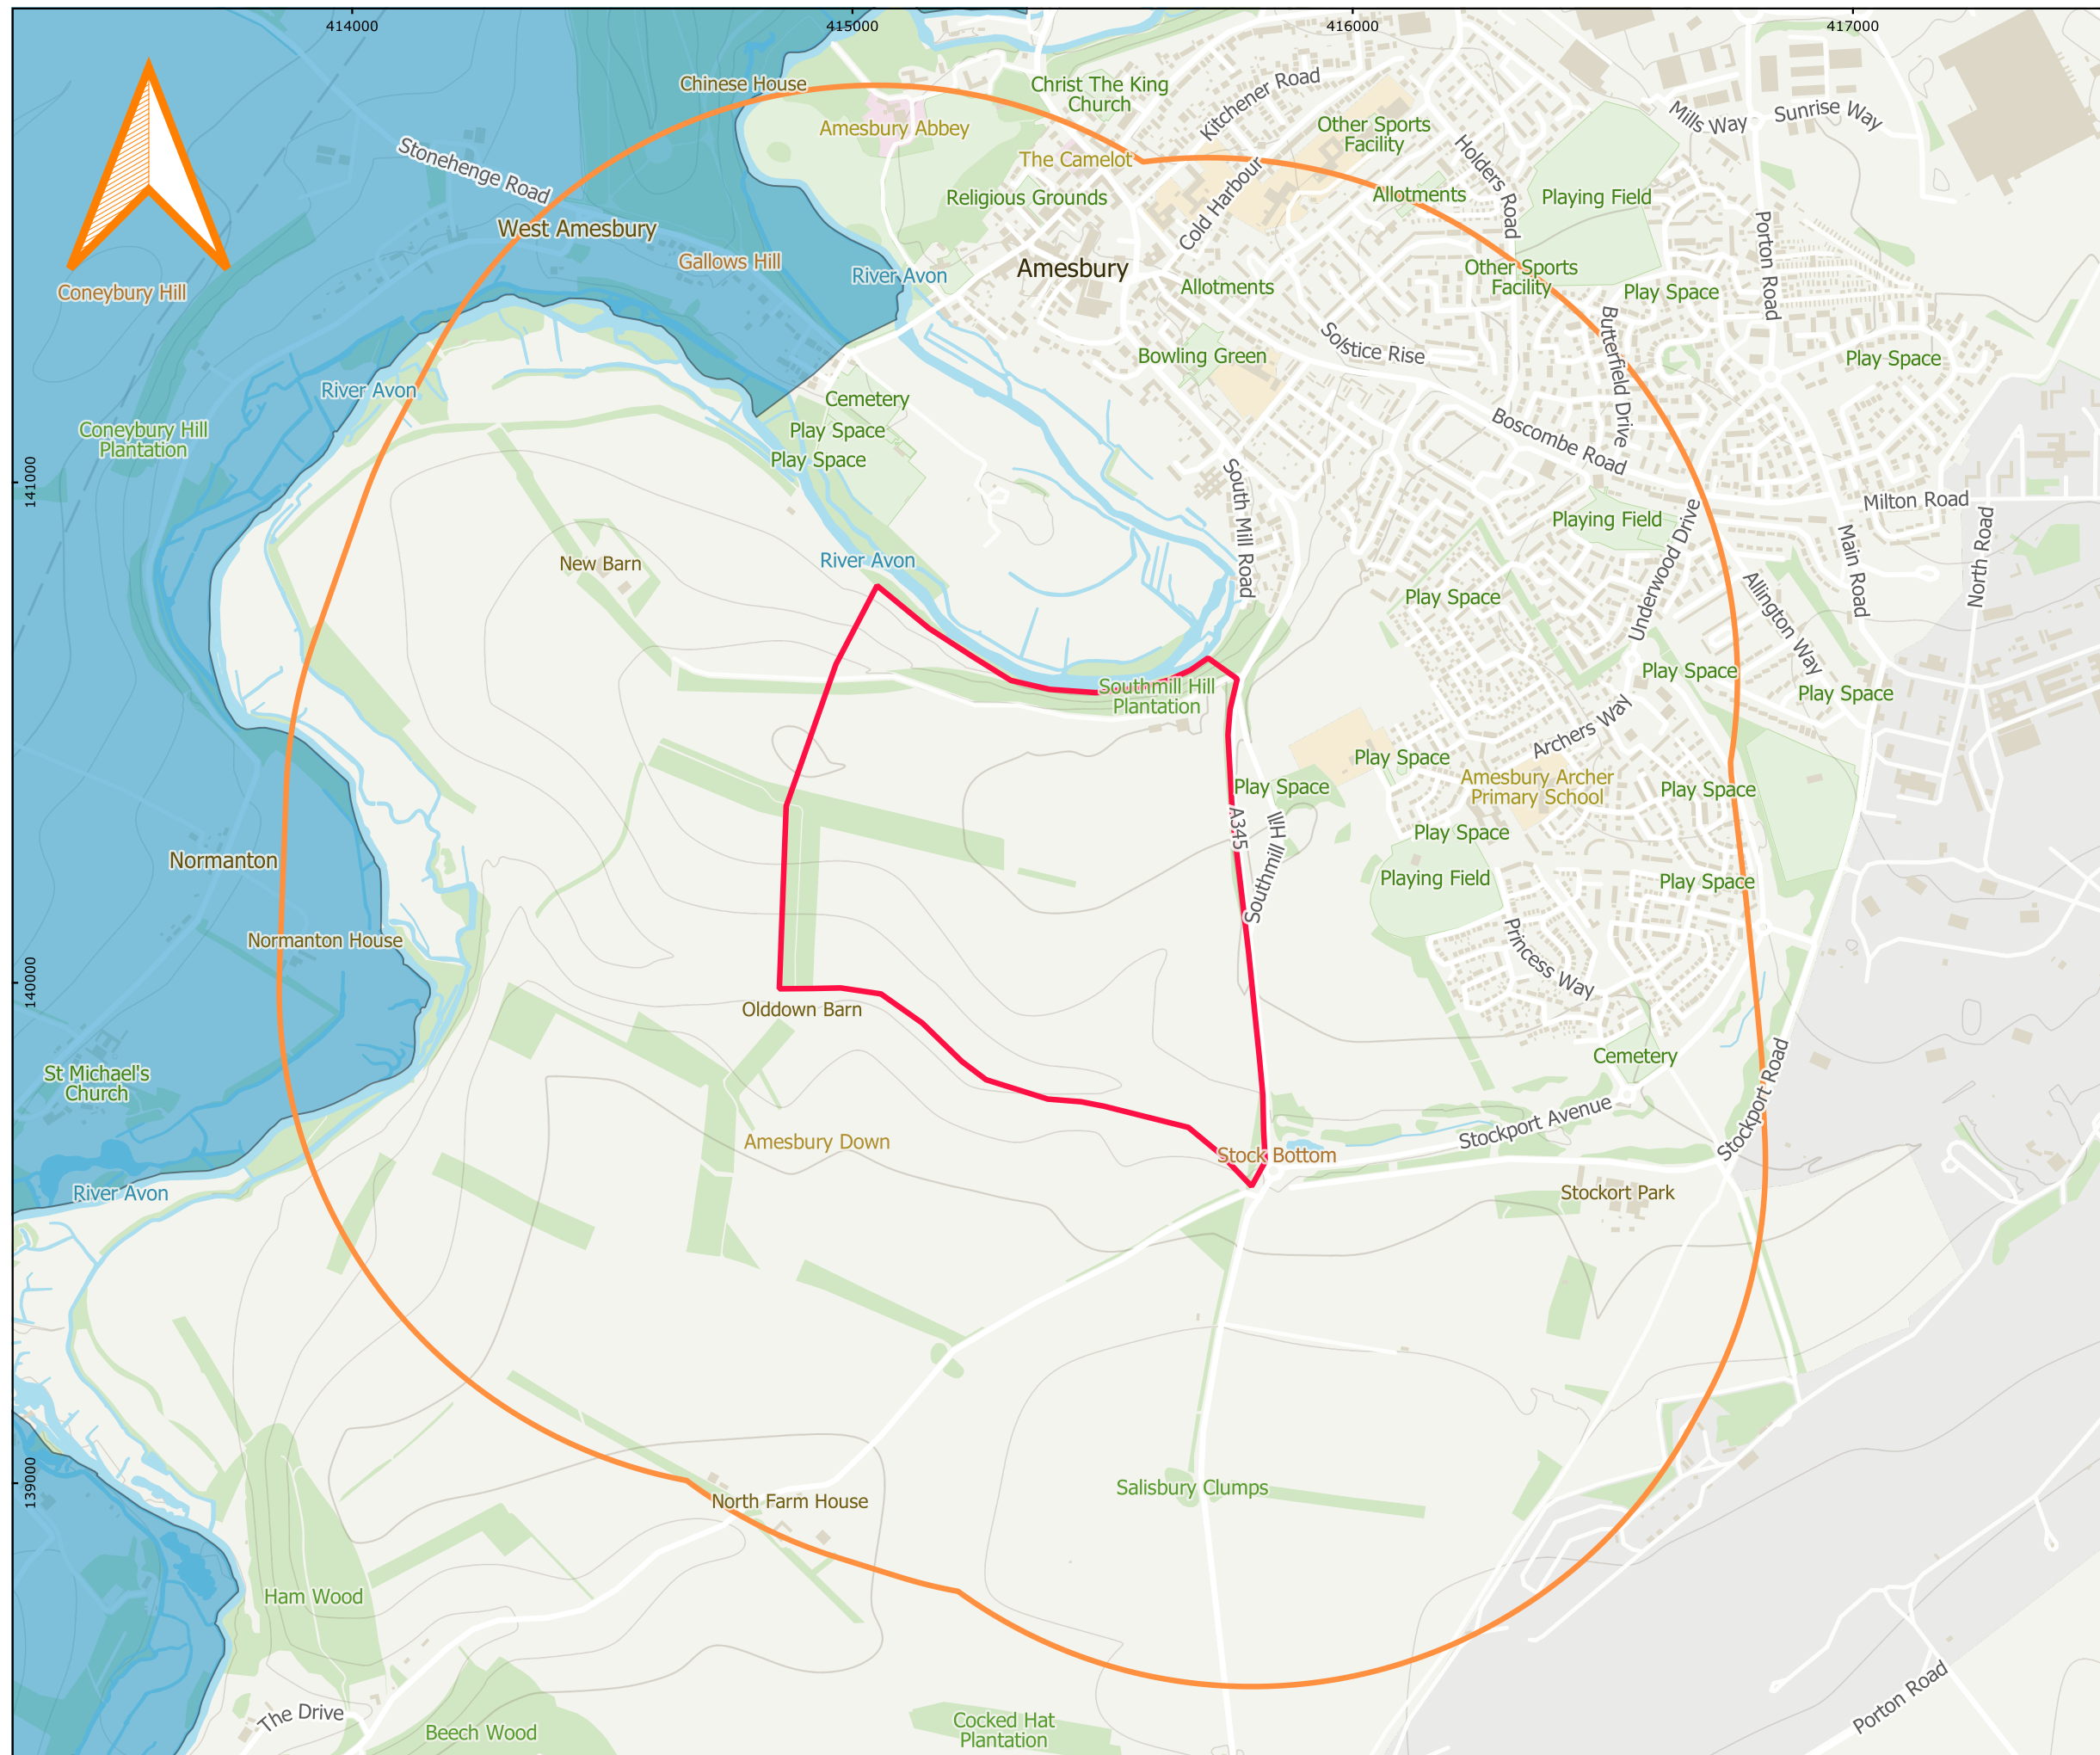 414000
415000
416000
417000
Chinese House
Christ The King
Church
Kitchener Road
Mills Way
Sunrise Way
Amesbury Abbey
Other Sports
Facility
Stonehenge Road
The Camelot
Holders Road
Religious Grounds
Cold Harbour
Allotments
Playing Field
West Amesbury
Porton Road
Gallows Hill
River Avon
Amesbury
Other Sports
Facility
Coneybury Hill
Allotments
Play Space
Solstice Rise
Butterfield Drive
Bowling Green
Play Space
River Avon
Cemetery
Coneybury Hill
Plantation
Play Space
Boscombe Road
Play Space
141000
South Mill Road
Milton Road
Playing Field
Underwood Drive
Main Road
North Road
New Barn
River Avon
Play Space
Allington Way
Play Space
Southmill Hill
Plantation
Play Space
Archers Way
Play Space
Play Space
Amesbury Archer
Primary School
Play Space
A345
Southmill Hill
Play Space
Normanton
Playing Field
Play Space
Normanton House
Princess Way
140000
Olddown Barn
Cemetery
St Michael's
Church
Stockport Road
Stockport Avenue
Amesbury Down
Stock Bottom
River Avon
Stockort Park
139000
Salisbury Clumps
North Farm House
Ham Wood
Porton Road
The Drive
Beech Wood
Cocked Hat
Plantation